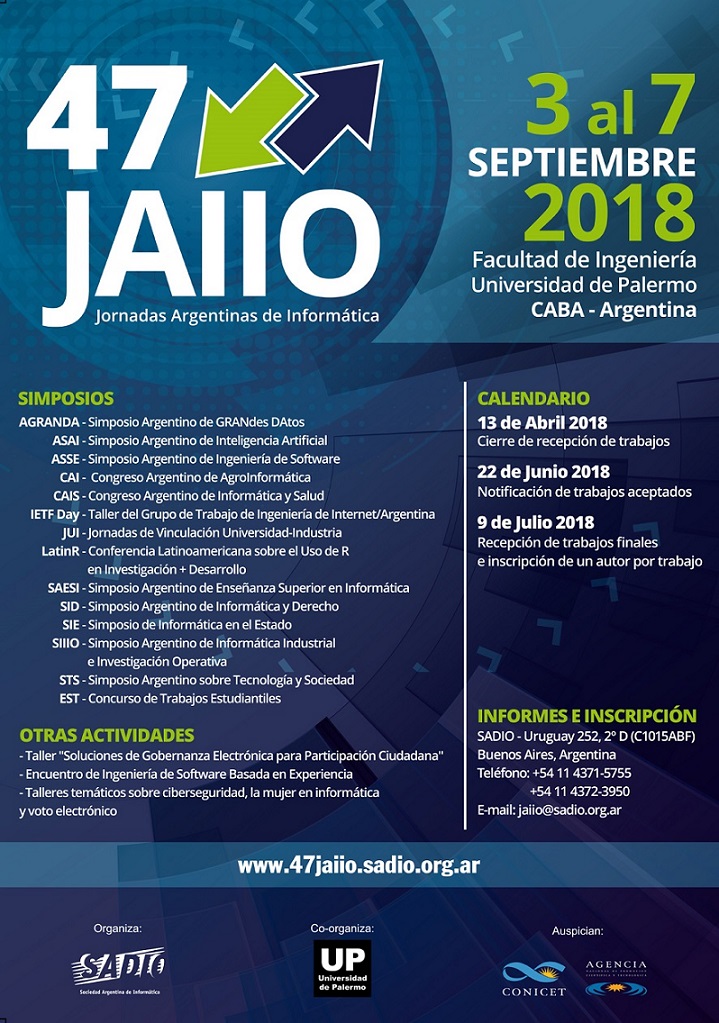 47
JAIIO
Jornadas Argentinas de Informática
3 al 7
SEPTIEMBRE
2018
Facultad de Ingeniería
Universidad de Palermo
CABA - Argentina
SIMPOSIOS
AGRANDA - Simposio Argentino de GRANdes DAtos
ASAI - Simposio Argentino de Inteligencia Artificial
ASSE - Simposio Argentino de Ingeniería de Software
CAI - Congreso Argentino de AgroInformática
CAIS - Congreso Argentino de Informática y Salud
IETF Day - Taller del Grupo de Trabajo de Ingeniería de Internet/Argentina
JUI - Jornadas de Vinculación Universidad-Industria
LatinR - Conferencia Latinoamericana sobre el Uso de R
en Investigación + Desarrollo
SAESI - Simposio Argentino de Enseñanza Superior en Informática
SID - Simposio Argentino de Informática y Derecho
SIE - Simposio de Informática en el Estado
SIIIO - Simposio Argentino de Informática Industrial
e Investigación Operativa
STS - Simposio Argentino sobre Tecnología y Sociedad
EST - Concurso de Trabajos Estudiantiles
OTRAS ACTIVIDADES
- Taller "Soluciones de Gobernanza Electrónica para Participación Ciudadana"
- Encuentro de Ingeniería de Software Basada en Experiencia
- Talleres temáticos sobre ciberseguridad, la mujer en informática
y voto electrónico
CALENDARIO
13 de Abril 2018
Cierre de recepción de trabajos
22 de Junio 2018
Notificación de trabajos aceptados
9 de Julio 2018
Recepción de trabajos finales
e inscripción de un autor por trabajo
INFORMES E INSCRIPCIÓN
SADIO - Uruguay 252, 2º D (C1015ABF)
Buenos Aires, Argentina
Teléfono: +54 11 4371-5755
+54 11 4372-3950
E-mail: jaiio@sadio.org.ar
www.47jaiio.sadio.org.ar
Organiza:
SADIO
Sociedad Argentina de Informática
Co-organiza:
UP
Universidad
de Palermo
Auspician:
CONICET
AGENCIA